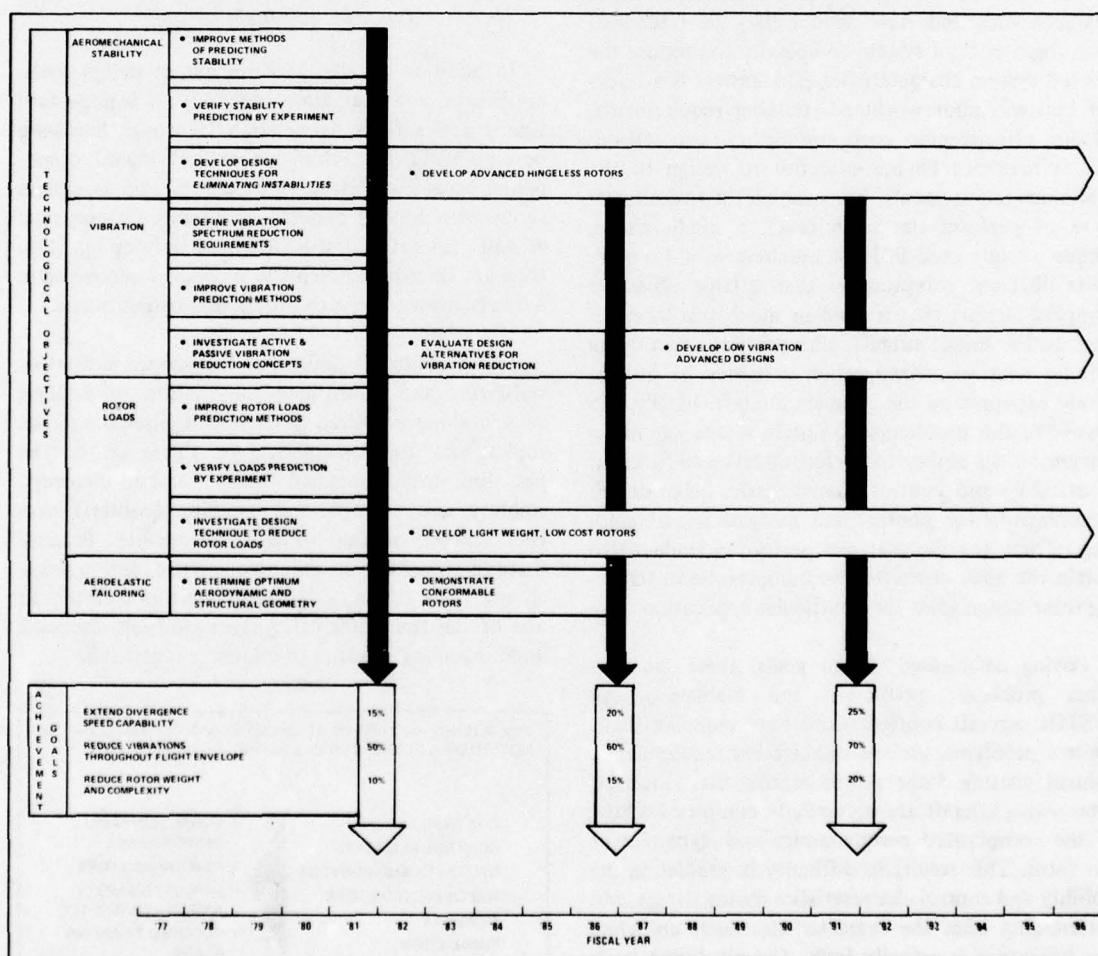 TECHNOLOGICAL OBJECTIVES
AEROMECHANICAL
STABILITY
• IMPROVE METHODS
OF PREDICTING
STABILITY
• VERIFY STABILITY
PREDICTION BY EXPERIMENT
• DEVELOP DESIGN
TECHNIQUES FOR
ELIMINATING INSTABILITIES
• DEVELOP ADVANCED HINGELESS ROTORS
VIBRATION
• DEFINE VIBRATION
SPECTRUM REDUCTION
REQUIREMENTS
• IMPROVE VIBRATION
PREDICTION METHODS
• INVESTIGATE ACTIVE &
PASSIVE VIBRATION
REDUCTION CONCEPTS
• EVALUATE DESIGN
ALTERNATIVES FOR
VIBRATION REDUCTION
• DEVELOP LOW VIBRATION
ADVANCED DESIGNS
ROTOR
LOADS
• IMPROVE ROTOR LOADS
PREDICTION METHODS
• VERIFY LOADS PREDICTION
BY EXPERIMENT
• INVESTIGATE DESIGN
TECHNIQUE TO REDUCE
ROTOR LOADS
• DEVELOP LIGHT WEIGHT, LOW COST ROTORS
AEROELASTIC
TAILORING
• DETERMINE OPTIMUM
AERODYNAMIC AND
STRUCTURAL GEOMETRY
• DEMONSTRATE
CONFORMABLE
ROTORS
ACHIEVEMENT GOALS
EXTEND DIVERGENCE
SPEED CAPABILITY
15% 20% 25%
REDUCE VIBRATIONS
THROUGHOUT FLIGHT ENVELOPE
50% 60% 70%
REDUCE ROTOR WEIGHT
AND COMPLEXITY
10% 15% 20%
'77 '78 '79 '80 '81 '82 '83 '84 '85 '86 '87 '88 '89 '90 '91 '92 '93 '94 '95 '96
FISCAL YEAR